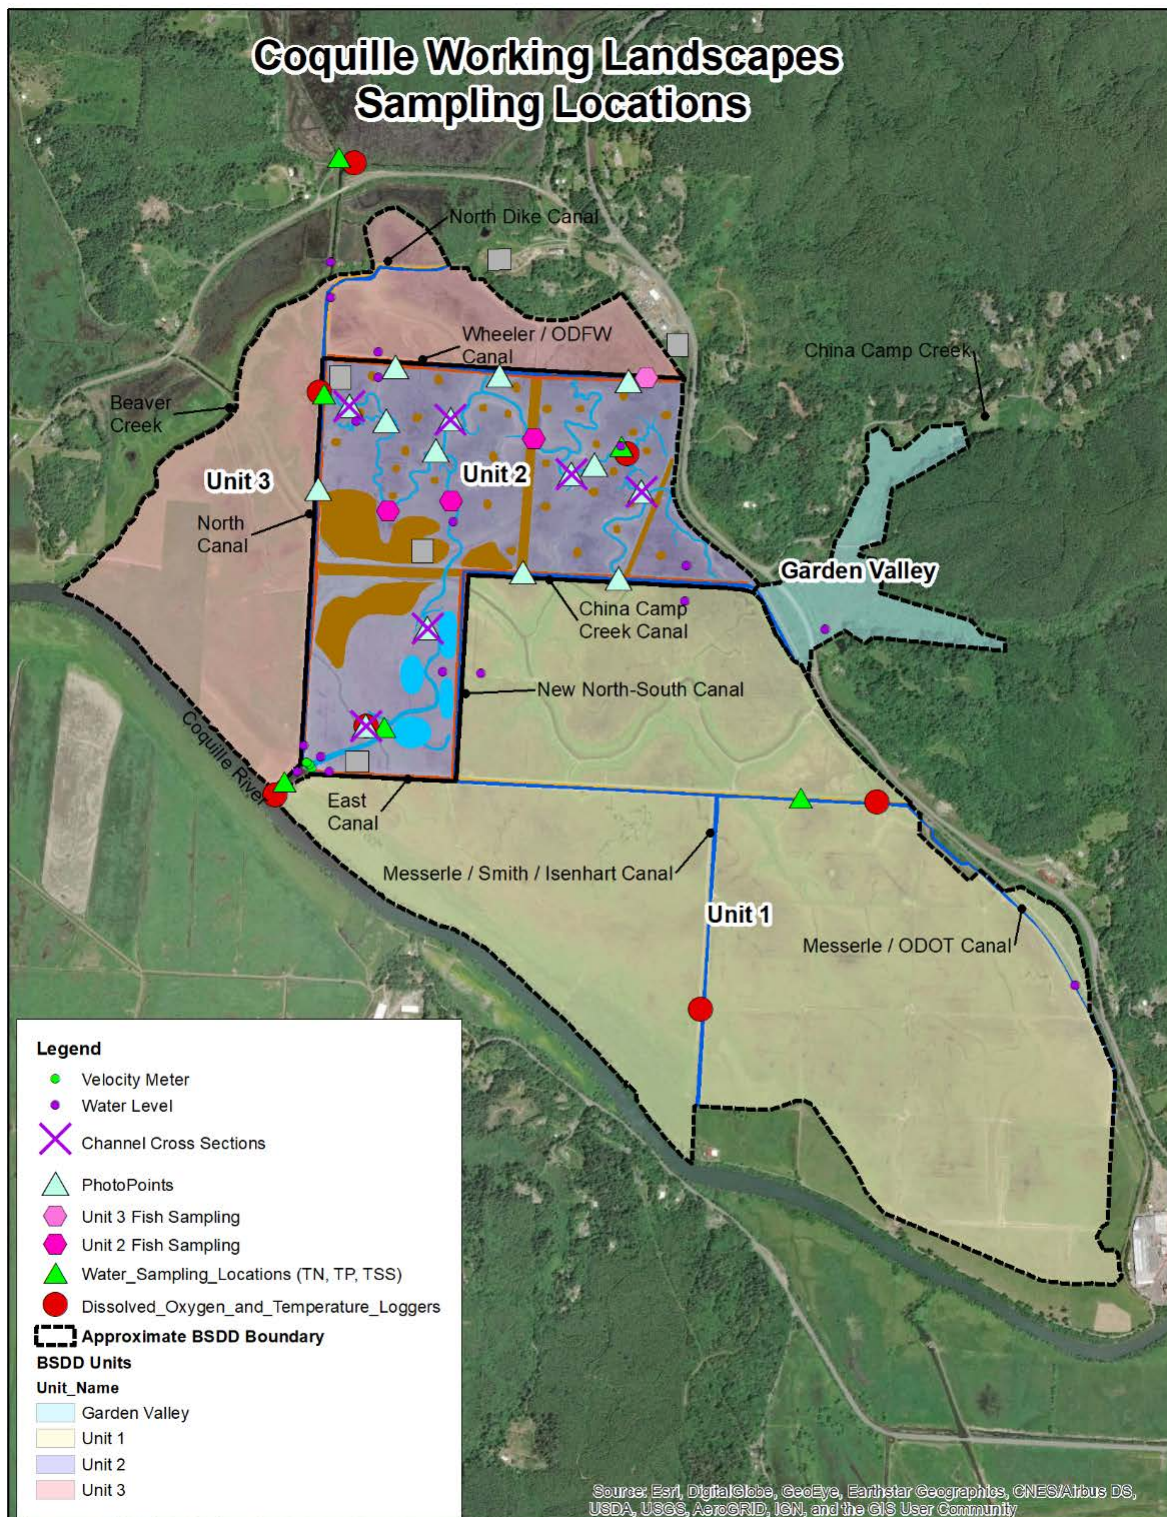 Coquille Working Landscapes
Sampling Locations
North Dike Canal
Wheeler / ODFW
Canal
China Camp Creek
Beaver
Creek
Unit 3
Unit 2
North
Canal
Garden Valley
China Camp
Creek Canal
New North-South Canal
Coquille River
East
Canal
Messerle / Smith / Isenhart Canal
Unit 1
Messerle / ODOT Canal
Legend
Velocity Meter
Water Level
Channel Cross Sections
PhotoPoints
Unit 3 Fish Sampling
Unit 2 Fish Sampling
Water_Sampling_Locations (TN, TP, TSS)
Dissolved_Oxygen_and_Temperature_Loggers
Approximate BSDD Boundary
BSDD Units
Unit_Name
Garden Valley
Unit 1
Unit 2
Unit 3
Source: Esri, DigitalGlobe, GeoEye, Earthstar Geographics, CNES/Airbus DS,
USDA, USGS, AeroGRID, IGN, and the GIS User Community